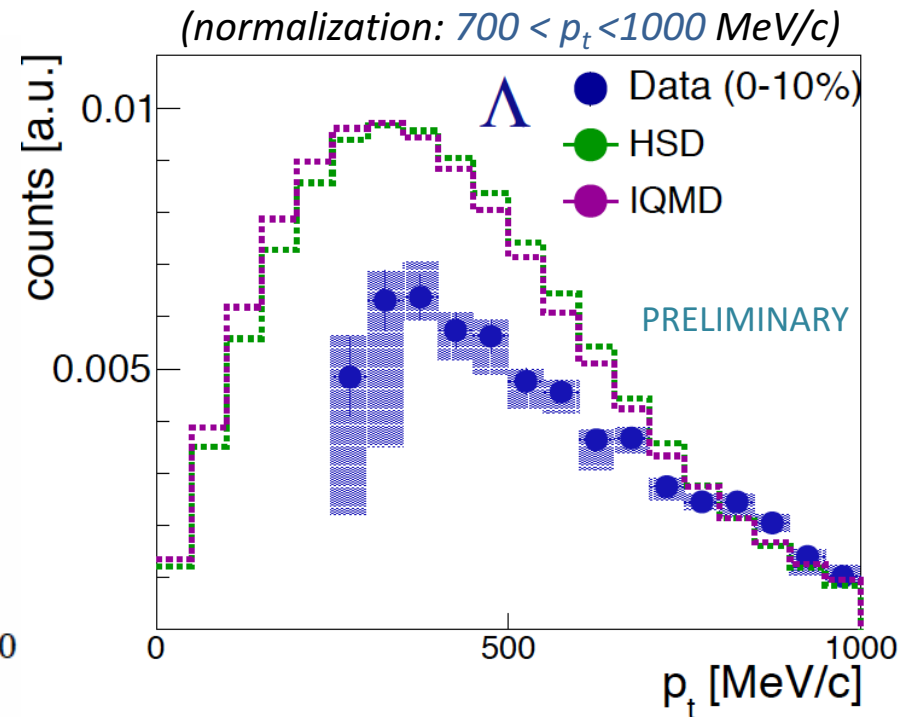 (normalization: 700 < pt <1000 MeV/c)
counts [a.u.]
0.01
0.005
Λ
Data (0-10%)
HSD
IQMD
PRELIMINARY
0
0
500
1000
pt [MeV/c]